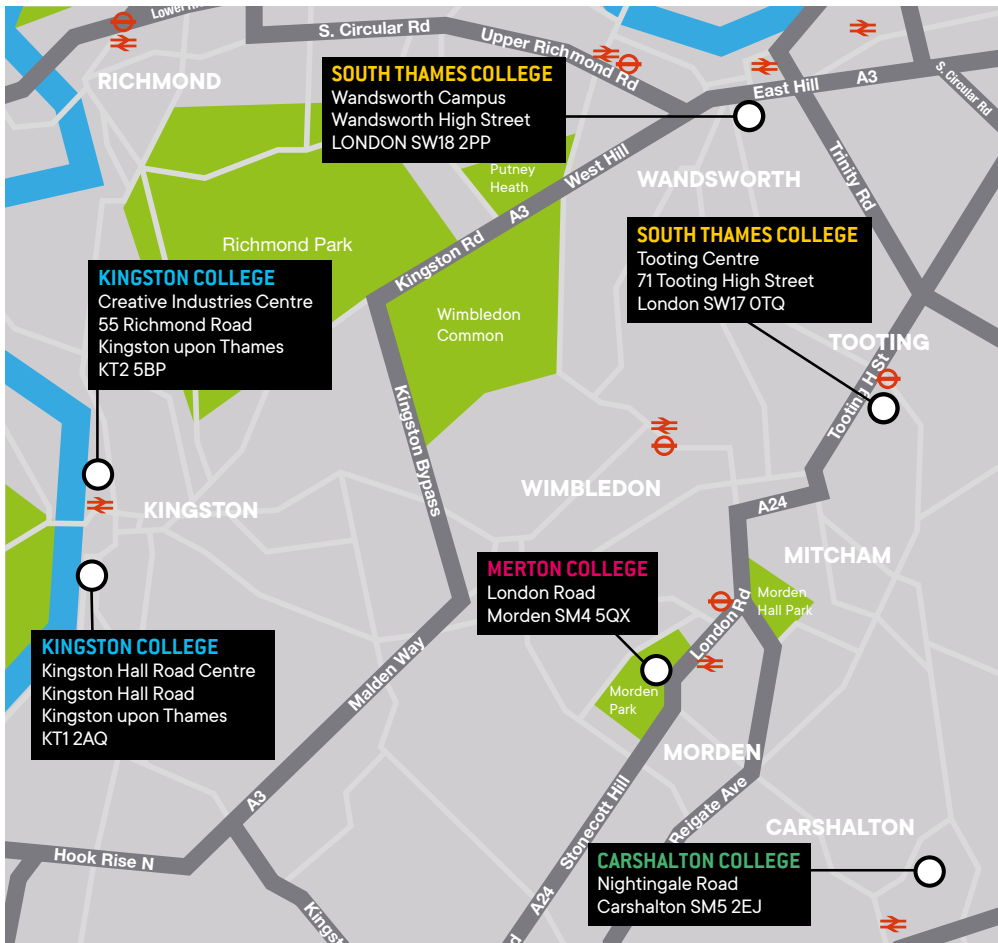 Lower
S. Circular Rd
Upper Richmond Rd
RICHMOND
East Hill
A3
S. Circular Rd
SOUTH THAMES COLLEGE
Wandsworth Campus
Wandsworth High Street
LONDON SW18 2PP
Putney
Heath
West Hill
A3
Kingston Rd
WANDSWORTH
Trinity Rd
Richmond Park
SOUTH THAMES COLLEGE
Tooting Centre
71 Tooting High Street
London SW17 0TQ
KINGSTON COLLEGE
Creative Industries Centre
55 Richmond Road
Kingston upon Thames
KT2 5BP
Wimbledon
Common
TOOTING
Tooting H St
Kingston Bypass
KINGSTON
WIMBLEDON
A24
MITCHAM
MERTON COLLEGE
London Road
Morden SM4 5QX
Morden
Hall Park
London Rd
KINGSTON COLLEGE
Kingston Hall Road Centre
Kingston Hall Road
Kingston upon Thames
KT1 2AQ
Malden Way
Morden
Park
MORDEN
A3
Stonecott Hill
Reigate Ave
CARSHALTON
Hook Rise N
CARSHALTON COLLEGE
Nightingale Road
Carshalton SM5 2EJ
A24
Kingst